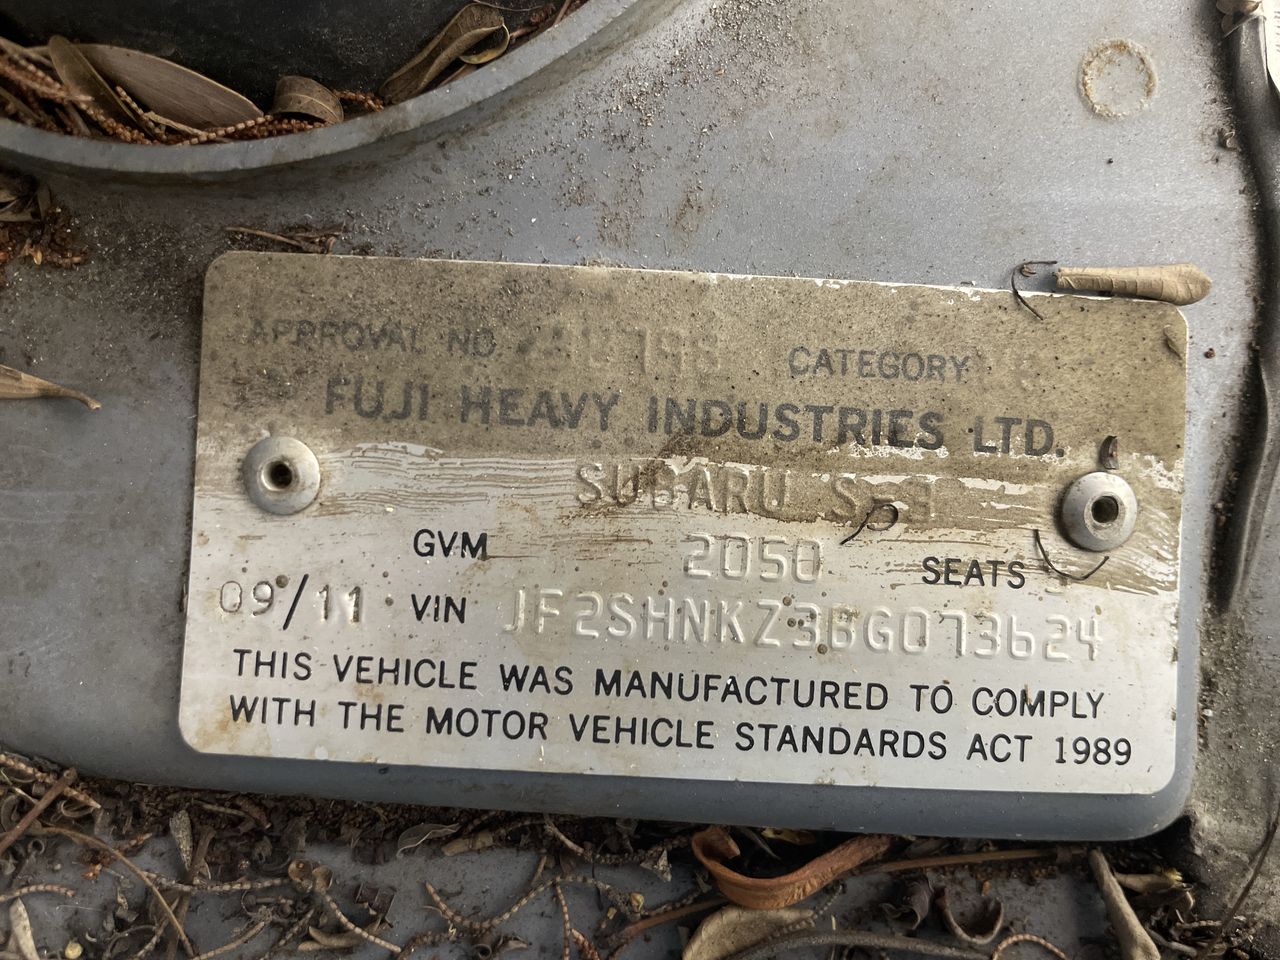 APPROVAL NO. CATEGORY
FUJI HEAVY INDUSTRIES LTD.
SUBARU
GVM 2050 SEATS
09/11 VIN JF2SHNKZ3BG073624
THIS VEHICLE WAS MANUFACTURED TO COMPLY
WITH THE MOTOR VEHICLE STANDARDS ACT 1989